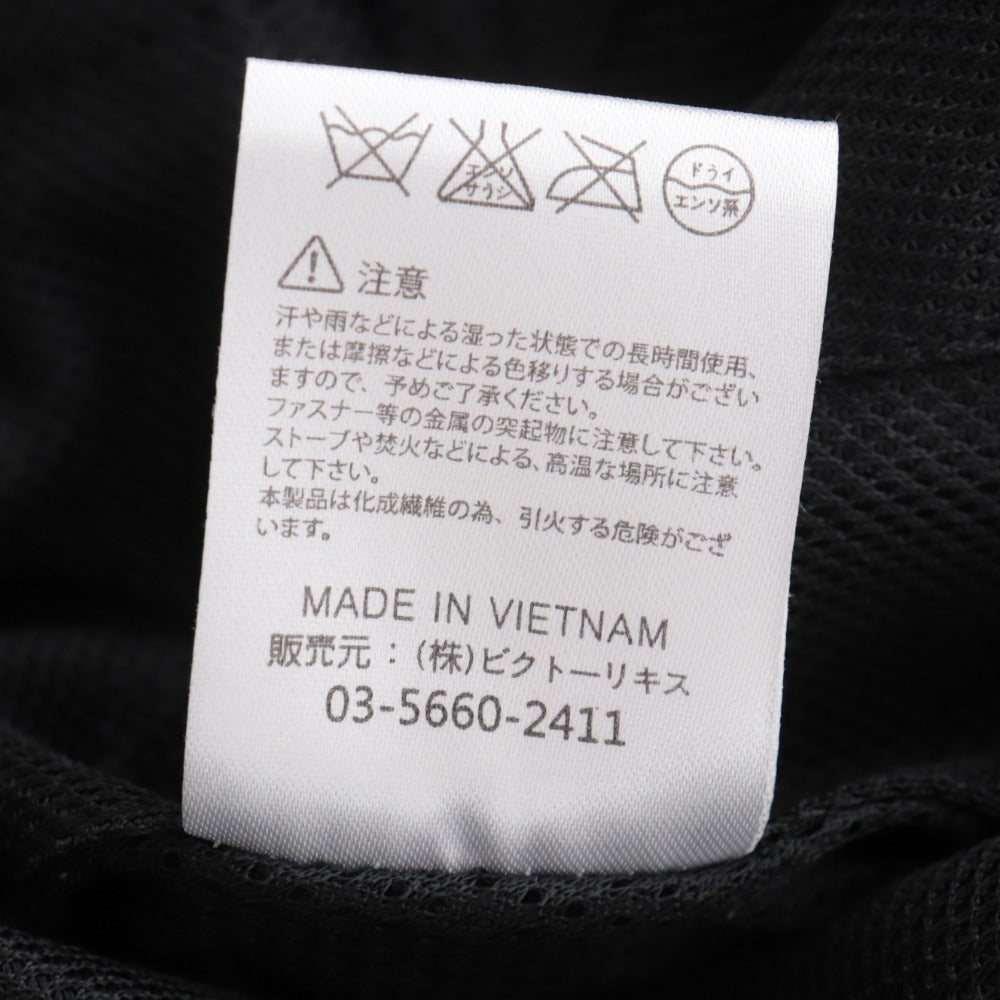 エンソ
サラシ
ドライ
エンソ系
注意
汗や雨などによる湿った状態での長時間使用、
または摩擦などによる色移りする場合がござい
ますので、予めご了承ください。
ファスナー等の金属の突起物に注意して下さい。
ストーブや焚火などによる、高温な場所に注意
して下さい。
本製品は化成繊維の為、引火する危険がござ
います。
MADE IN VIETNAM
販売元：(株)ビクトーリキス
03-5660-2411